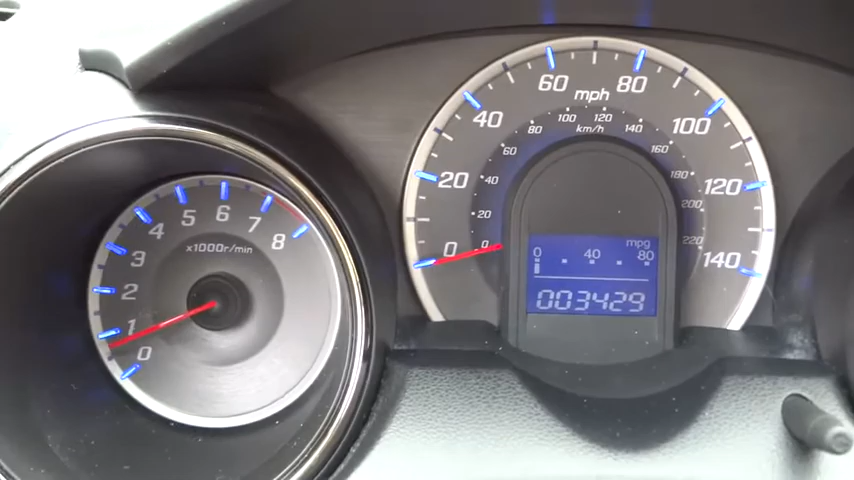 0 1 2 3 4 5 6 7 8
x1000r/min
0 20 40 60 80 100 120 140
mph
0 20 40 60 80 100 120 140 160 180 200 220
km/h
mpg
0 40 80
003429